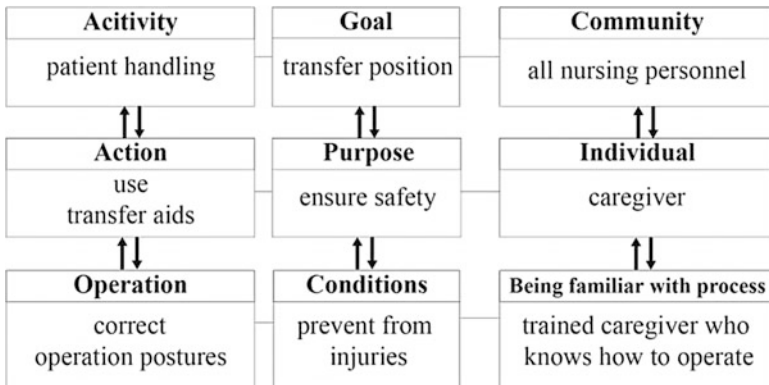 Acitivity
patient handling
Goal
transfer position
Community
all nursing personnel
Action
use
transfer aids
Purpose
ensure safety
Individual
caregiver
Operation
correct
operation postures
Conditions
prevent from
injuries
Being familiar with process
trained caregiver who
knows how to operate